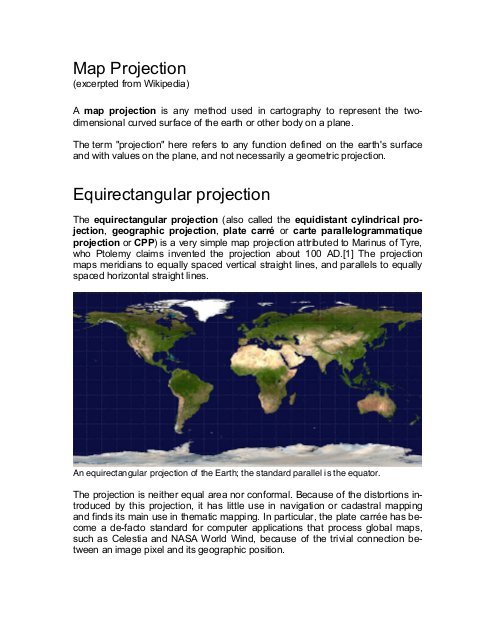 Map Projection
(excerpted from Wikipedia)
A map projection is any method used in cartography to represent the two-
dimensional curved surface of the earth or other body on a plane.
The term "projection" here refers to any function defined on the earth's surface
and with values on the plane, and not necessarily a geometric projection.
Equirectangular projection
The equirectangular projection (also called the equidistant cylindrical pro-
jection, geographic projection, plate carré or carte parallelogrammatique
projection or CPP) is a very simple map projection attributed to Marinus of Tyre,
who Ptolemy claims invented the projection about 100 AD.[1] The projection
maps meridians to equally spaced vertical straight lines, and parallels to equally
spaced horizontal straight lines.
An equirectangular projection of the Earth; the standard parallel is the equator.
The projection is neither equal area nor conformal. Because of the distortions in-
troduced by this projection, it has little use in navigation or cadastral mapping
and finds its main use in thematic mapping. In particular, the plate carrée has be-
come a de-facto standard for computer applications that process global maps,
such as Celestia and NASA World Wind, because of the trivial connection be-
tween an image pixel and its geographic position.